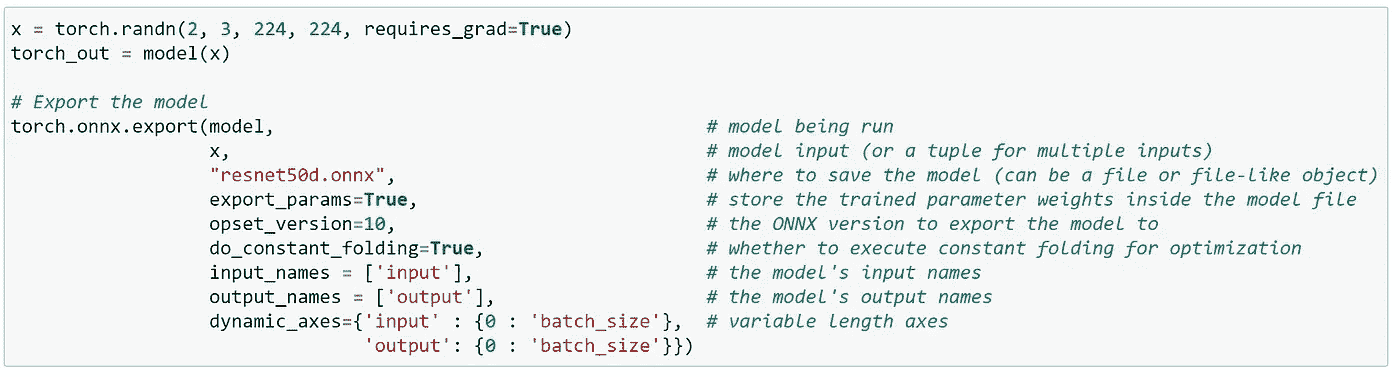 x = torch.randn(2, 3, 224, 224, requires_grad=True)
torch_out = model(x)

# Export the model
torch.onnx.export(model,                                   # model being run
                  x,                                       # model input (or a tuple for multiple inputs)
                  "resnet50d.onnx",                        # where to save the model (can be a file or file-like object)
                  export_params=True,                      # store the trained parameter weights inside the model file
                  opset_version=10,                        # the ONNX version to export the model to
                  do_constant_folding=True,                # whether to execute constant folding for optimization
                  input_names = ['input'],                 # the model's input names
                  output_names = ['output'],               # the model's output names
                  dynamic_axes={'input' : {0 : 'batch_size'},  # variable length axes
                                'output': {0 : 'batch_size'}})